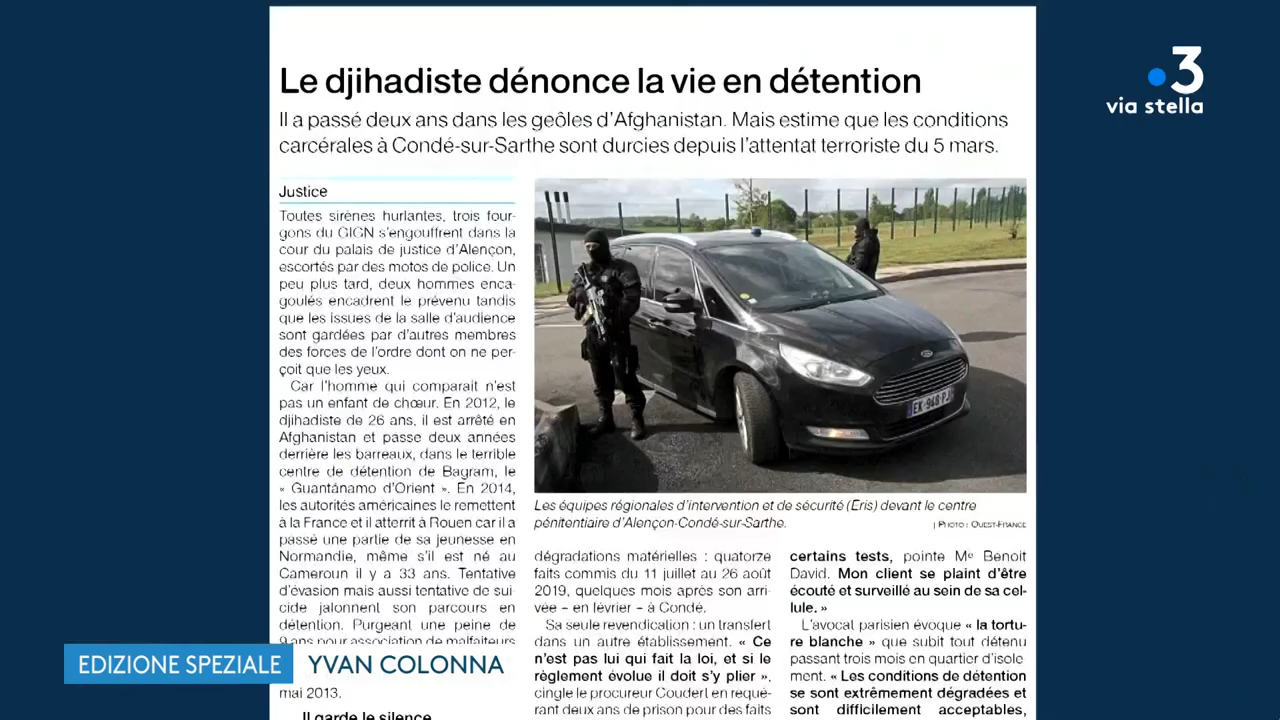 Le djihadiste dénonce la vie en détention
Il a passé deux ans dans les geôles d'Afghanistan. Mais estime que les conditions
carcérales à Condé-sur-Sarthe sont durcies depuis l'attentat terroriste du 5 mars.
3
via stella
Justice
Toutes sirènes hurlantes, trois four-
gons du GIGN s'engouffrent dans la
cour du palais de justice d'Alençon,
escortés par des motos de police. Un
peu plus tard, deux hommes enca-
goulés encadrent le prévenu tandis
que les issues de la salle d'audience
sont gardées par d'autres membres
des forces de l'ordre dont on ne per-
çoit que les yeux.
Car l'homme qui comparait n'est
pas un enfant de chœur. En 2012, le
djihadiste de 26 ans, il est arrêté en
Afghanistan et passe deux années
derrière les barreaux, dans le terrible
centre de détention de Bagram, le
« Guantánamo d'Orient ». En 2014,
les autorités américaines le remettent
à la France et il atterrit à Rouen car il a
passé une partie de sa jeunesse en
Normandie, même s'il est né au
Cameroun il y a 33 ans. Tentative
d'évasion mais aussi tentative de sui-
cide jalonnent son parcours en
détention. Purgeant une peine de
9 ans pour association de malfaiteurs
mai 2013.
Il garde le silence
EK-948-PJ
Les équipes régionales d'intervention et de sécurité (Eris) devant le centre
pénitentiaire d'Alençon-Condé-sur-Sarthe.
| Photo : Ouest-France
dégradations matérielles : quatorze
faits commis du 11 juillet au 26 août
2019, quelques mois après son arri-
vée – en février – à Condé.
Sa seule revendication : un transfert
dans un autre établissement. « Ce
n'est pas lui qui fait la loi, et si le
règlement évolue il doit s'y plier »,
cingle le procureur Coudert en requé-
rant deux ans de prison pour des faits
certains tests, pointe Me Benoit
David. Mon client se plaint d'être
écouté et surveillé au sein de sa cel-
lule. »
L'avocat parisien évoque « la tortu-
re blanche » que subit tout détenu
passant trois mois en quartier d'isole
ment. « Les conditions de détention
se sont extrêmement dégradées et
sont difficilement acceptables,
EDIZIONE SPEZIALE
YVAN COLONNA